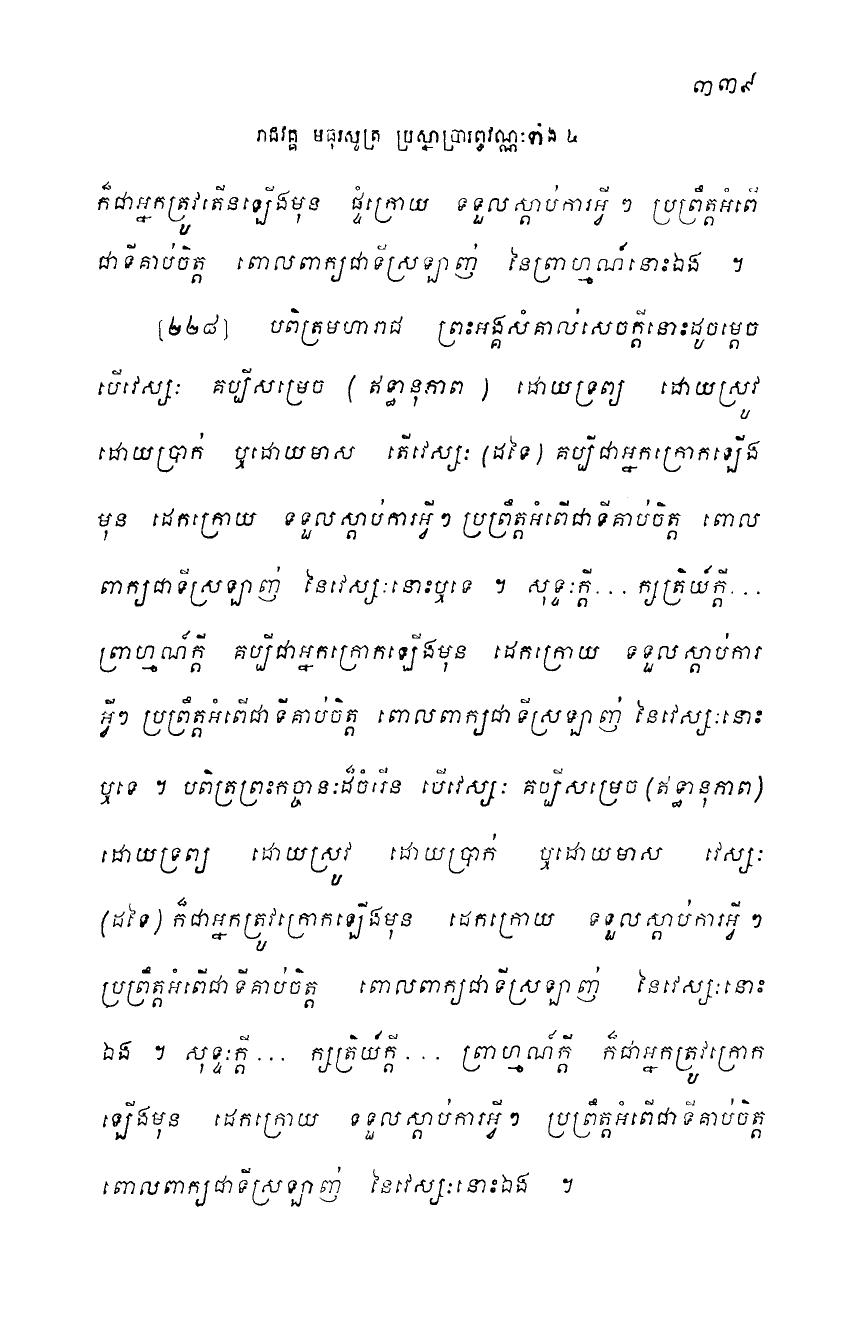 ៣៣៩
រាជវគ្គ មធុរសូត្រ ប្រស្នាប្រារព្ធវណ្ណៈទាំង ៤
ក៏ជាអ្នកត្រូវតើនឡើងមុន ផ្ទំក្រោយ ទទួលស្តាប់ការអ្វី ៗ ប្រព្រឹត្តអំពើ
ជាទីគាប់ចិត្ត ពោលពាក្យជាទីស្រឡាញ់ នៃព្រាហ្មណ៍នោះឯង ។
[២២៨] បពិត្រមហារាជ ព្រះអង្គសំគាល់សេចក្តីនោះដូចម្តេច
បើវេស្សៈ គប្បីសម្រេច ( ឥទ្ធានុភាព ) ដោយទ្រព្យ ដោយស្រូវ
ដោយប្រាក់ ឬដោយមាស តើវេស្សៈ (ដទៃ) គប្បីជាអ្នកក្រោកឡើង
មុន ដេកក្រោយ ទទួលស្តាប់ការអ្វីៗ ប្រព្រឹត្តអំពើជាទីគាប់ចិត្ត ពោល
ពាក្យជាទីស្រឡាញ់ នៃវេស្សៈនោះឬទេ ។ សុទ្ទៈក្តី... ក្សត្រិយ៍ក្តី...
ព្រាហ្មណ៍ក្តី គប្បីជាអ្នកក្រោកឡើងមុន ដេកក្រោយ ទទួលស្តាប់ការ
អ្វីៗ ប្រព្រឹត្តអំពើជាទីគាប់ចិត្ត ពោលពាក្យជាទីស្រឡាញ់ នៃវេស្សៈនោះ
ឬទេ ។ បពិត្រព្រះកច្ចានៈដ៏ចំរើន បើវេស្សៈ គប្បីសម្រេច (ឥទ្ធានុភាព)
ដោយទ្រព្យ ដោយស្រូវ ដោយប្រាក់ ឬដោយមាស វេស្សៈ
(ដទៃ) ក៏ជាអ្នកត្រូវក្រោកឡើងមុន ដេកក្រោយ ទទួលស្តាប់ការអ្វី ៗ
ប្រព្រឹត្តអំពើជាទីគាប់ចិត្ត ពោលពាក្យជាទីស្រឡាញ់ នៃវេស្សៈនោះ
ឯង ។ សុទ្ទៈក្តី... ក្សត្រិយ៍ក្តី... ព្រាហ្មណ៍ក្តី ក៏ជាអ្នកត្រូវក្រោក
ឡើងមុន ដេកក្រោយ ទទួលស្តាប់ការអ្វីៗ ប្រព្រឹត្តអំពើជាទីគាប់ចិត្ត
ពោលពាក្យជាទីស្រឡាញ់ នៃវេស្សៈនោះឯង ។